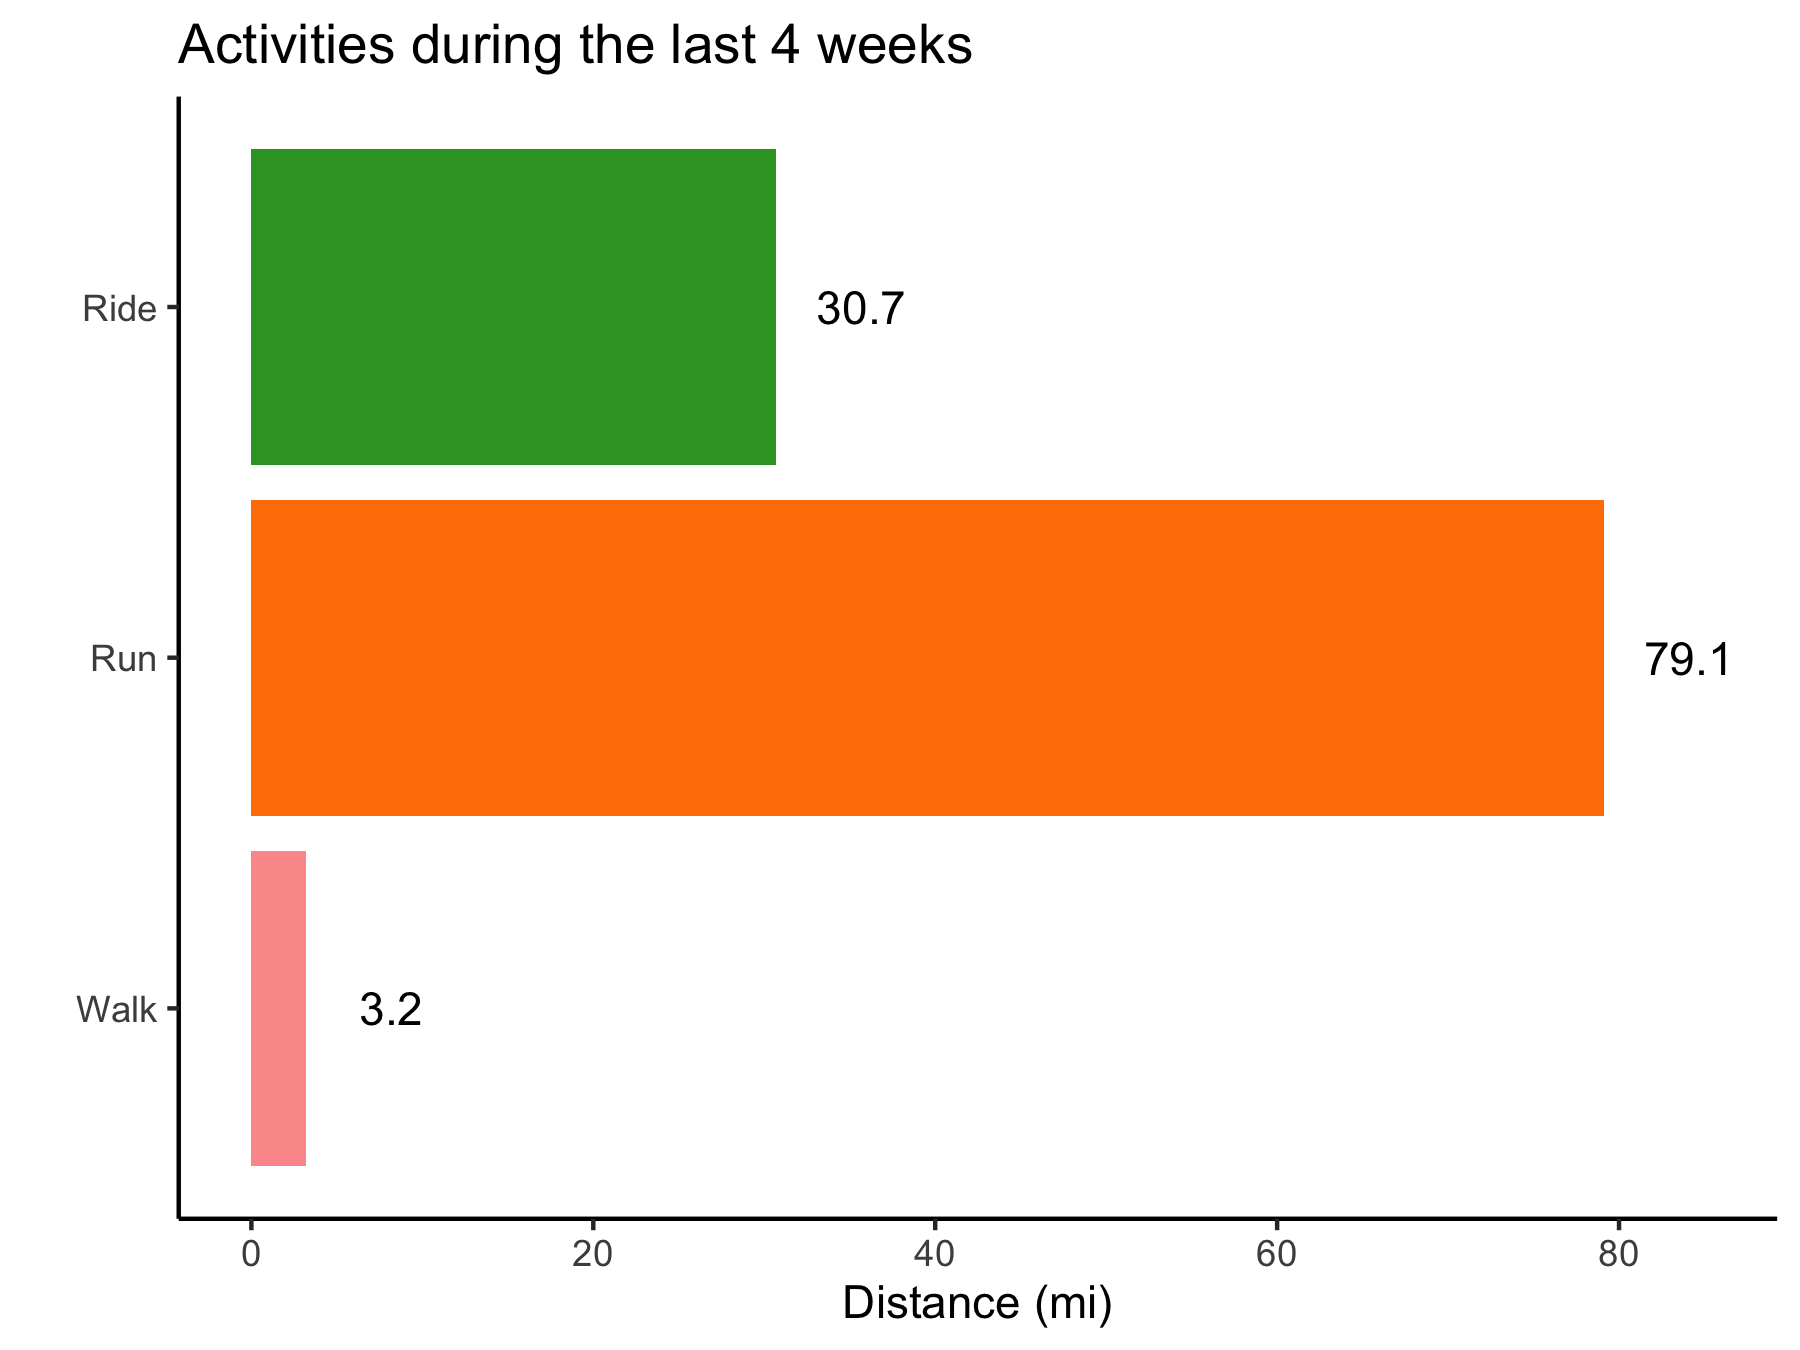 Activities during the last 4 weeks
Ride
30.7
Run
79.1
Walk
3.2
0 20 40 60 80
Distance (mi)